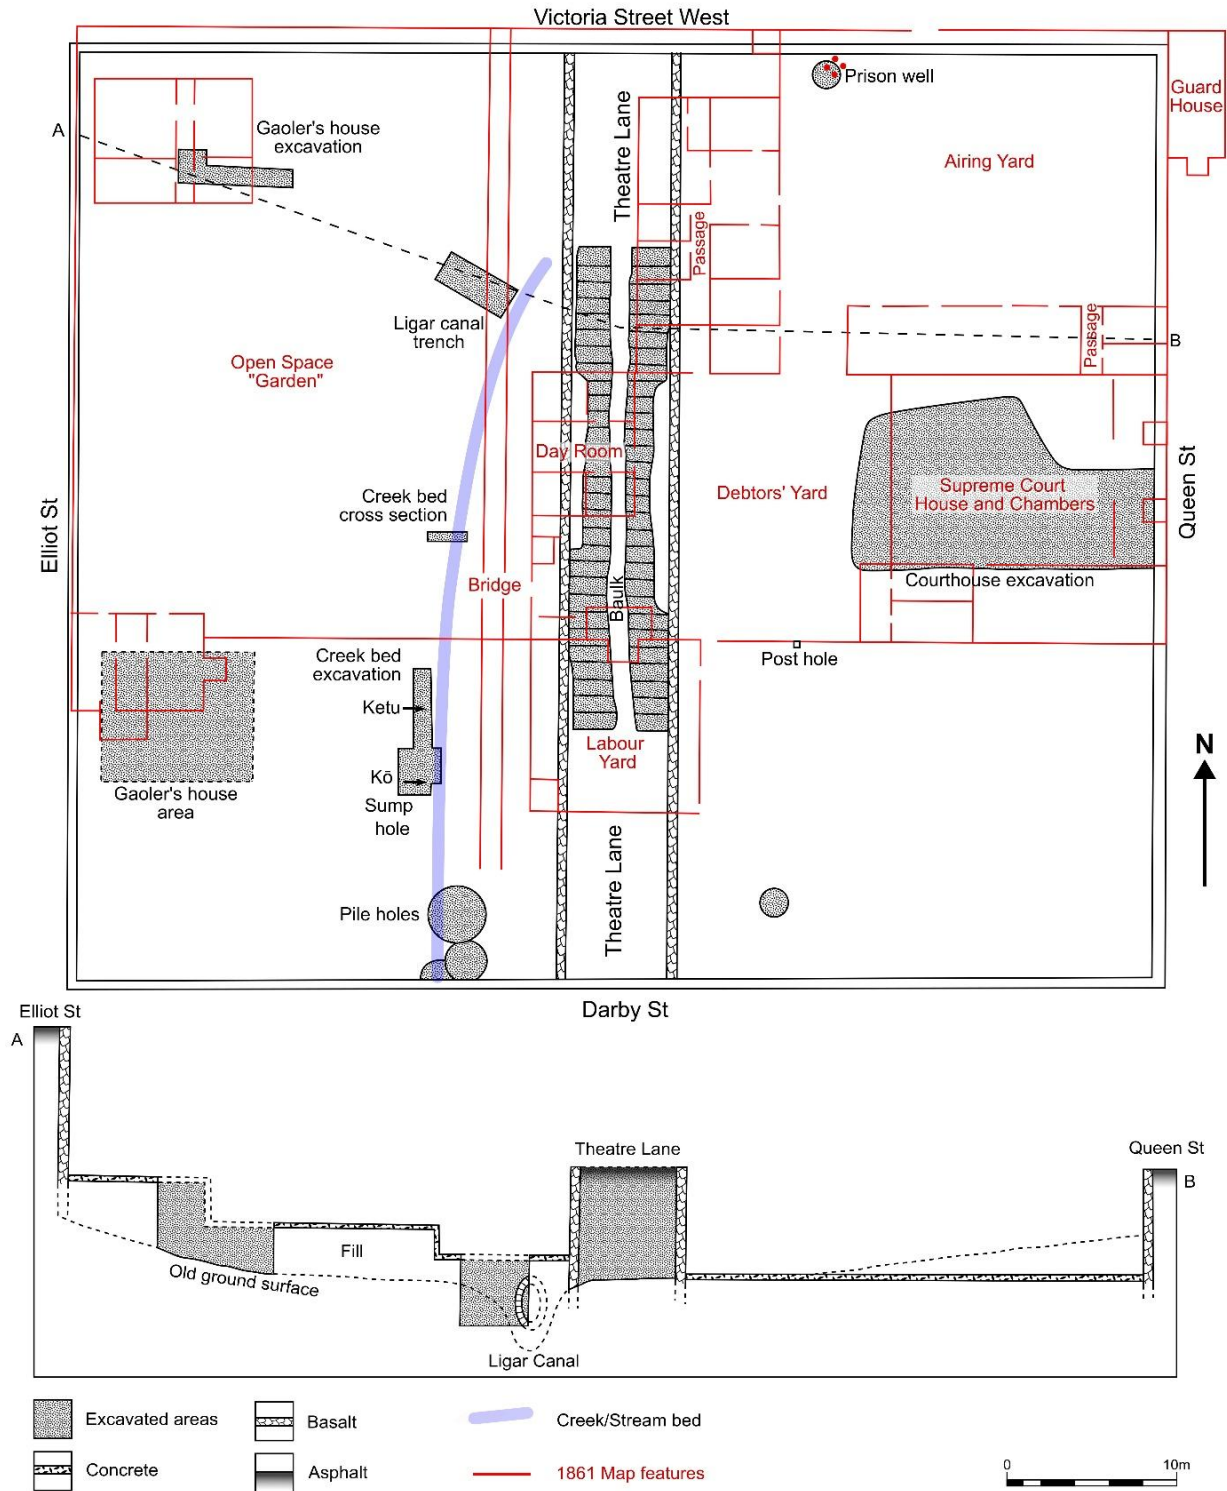 Victoria Street West
Prison well
Guard
House
Gaoler's house
excavation
A
Theatre Lane
Airing Yard
Passage
Ligar canal
trench
Passage
B
Open Space
"Garden"
Day Room
Creek bed
cross section
Debtors' Yard
Supreme Court
House and Chambers
Queen St
Elliot St
Bridge
Baulk
Courthouse excavation
Creek bed
excavation
Post hole
Ketu
Labour
Yard
N
Kō
Gaoler's house
area
Sump
hole
Theatre Lane
Pile holes
Darby St
Elliot St
A
Theatre Lane
Queen St
B
Fill
Old ground surface
Ligar Canal
Excavated areas
Basalt
Creek/Stream bed
Concrete
Asphalt
1861 Map features
0
10m